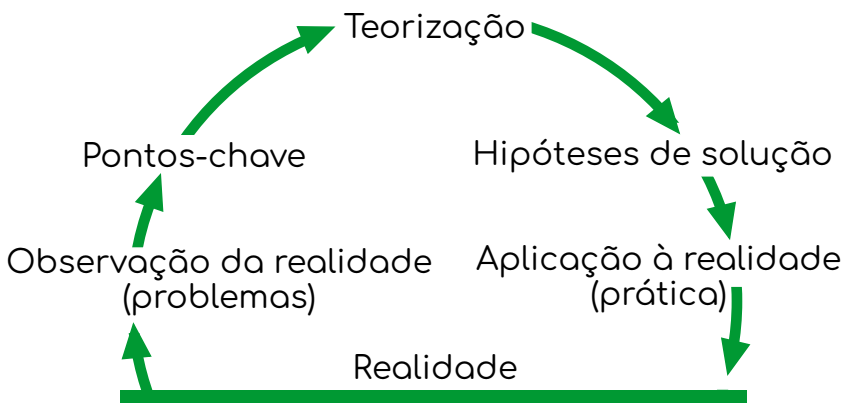 Teorização
Pontos-chave
Hipóteses de solução
Observação da realidade
(problemas)
Aplicação à realidade
(prática)
Realidade